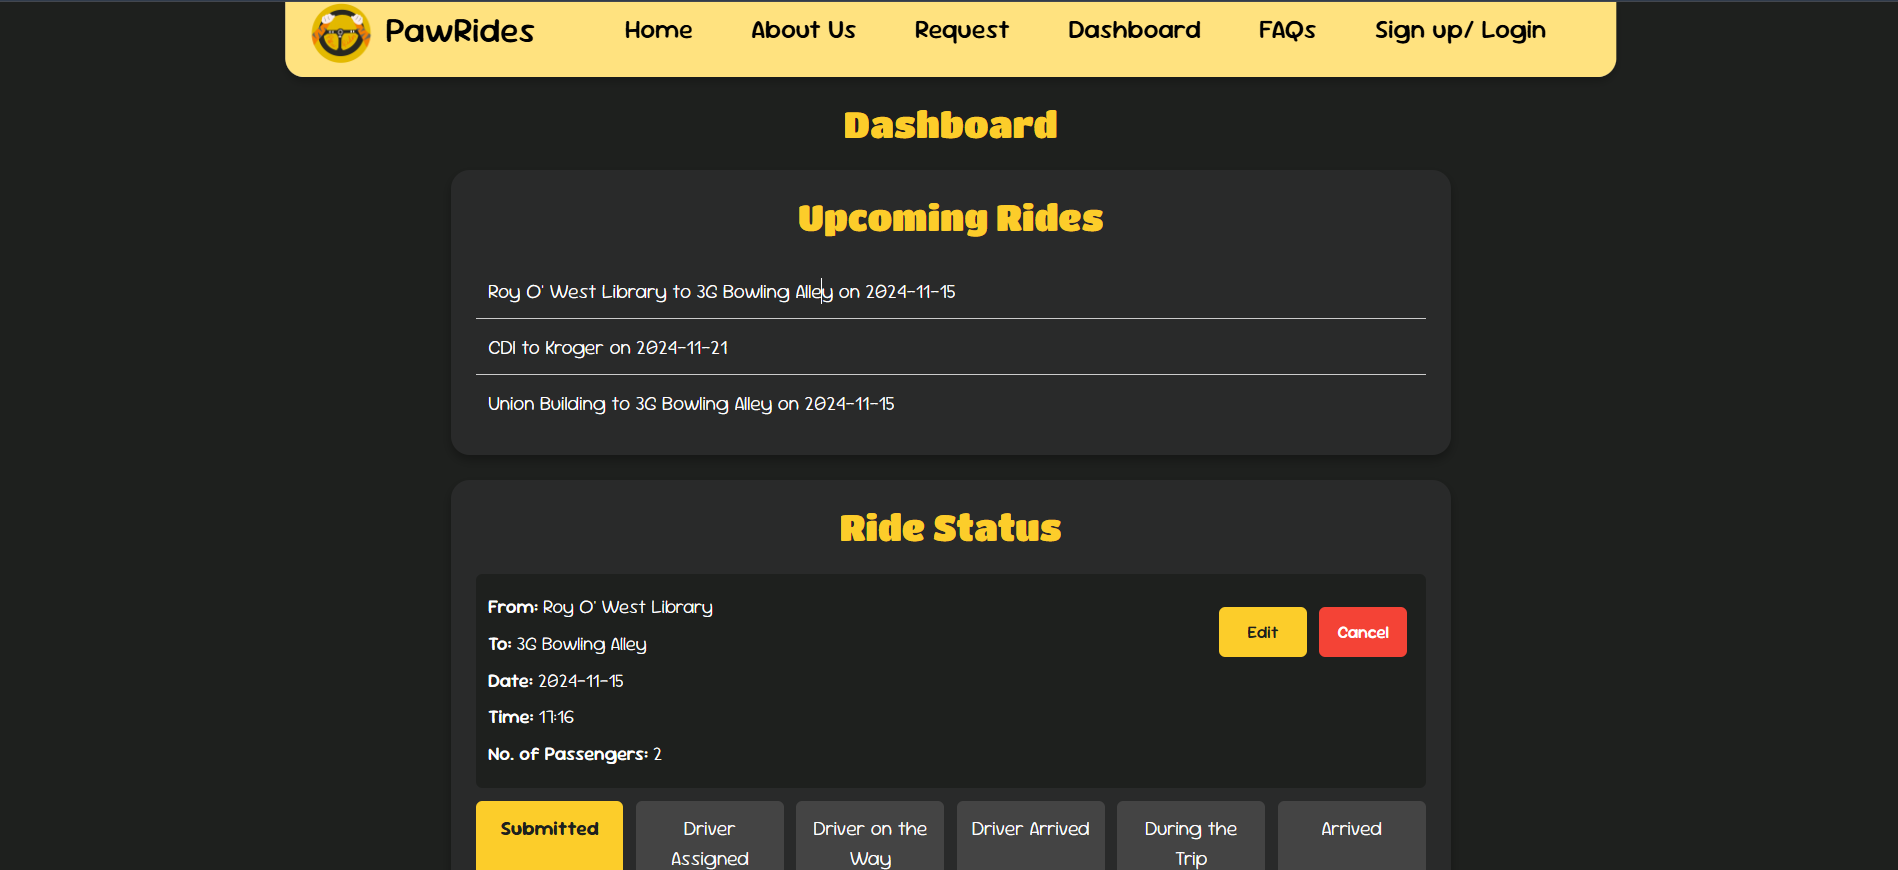 PawRides Home About Us Request Dashboard FAQs Sign up/ Login
Dashboard
Upcoming Rides
Roy O' West Library to 3G Bowling Alley on 2024-11-15
CDI to Kroger on 2024-11-21
Union Building to 3G Bowling Alley on 2024-11-15
Ride Status
From: Roy O' West Library
To: 3G Bowling Alley
Date: 2024-11-15
Time: 17:16
No. of Passengers: 2
Edit Cancel
Submitted
Driver
Assigned
Driver on the
Way
Driver Arrived
During the
Trip
Arrived